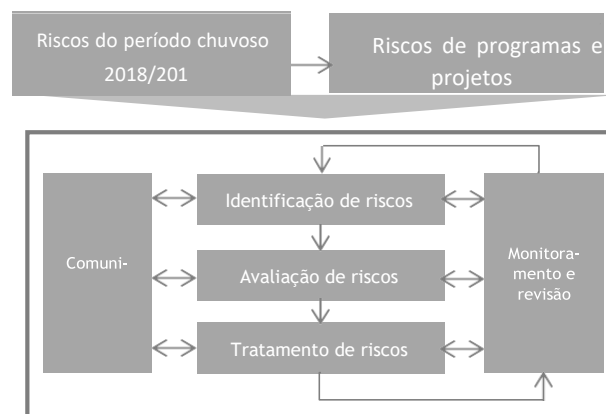 Riscos do período chuvoso
2018/201
Riscos de programas e
projetos
Identificação de riscos
Comuni-
Avaliação de riscos
Monitora-
mento e
revisão
Tratamento de riscos